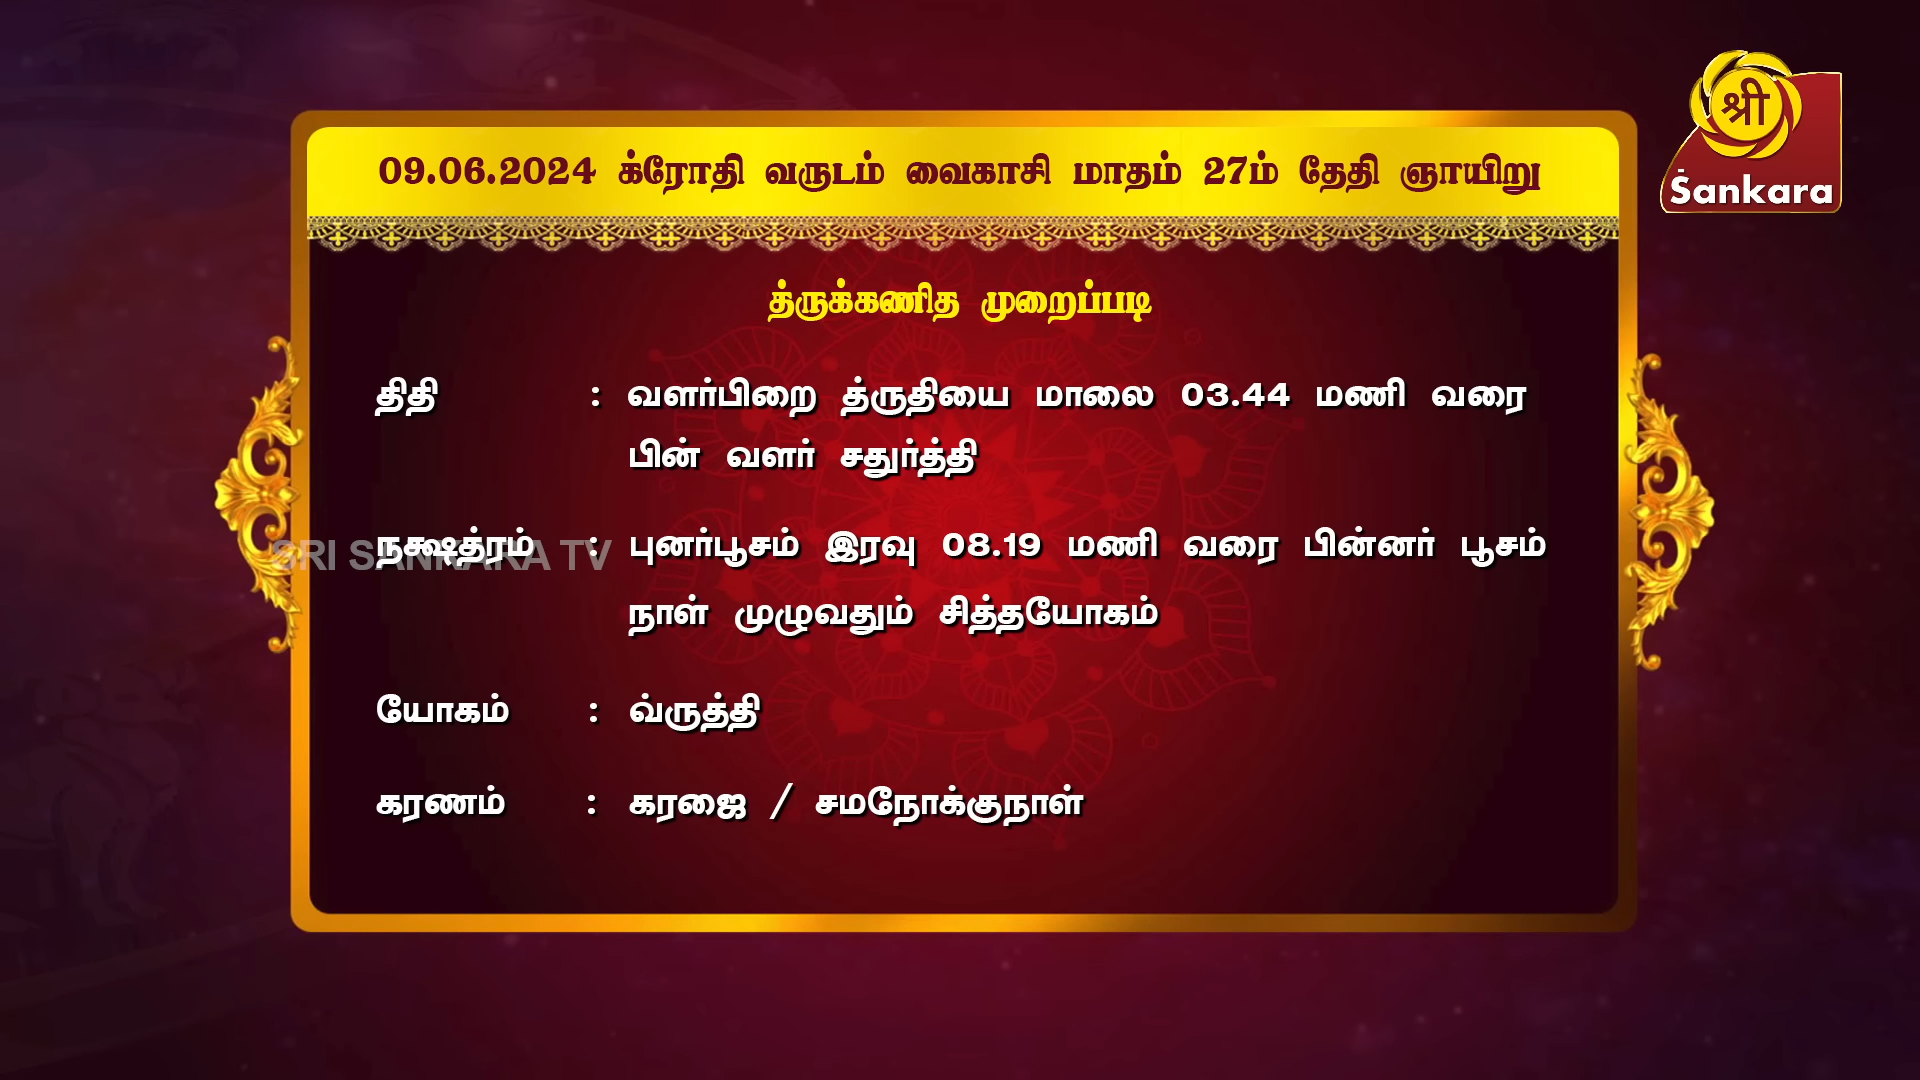 श्री
Sankara
09.06.2024 க்ரோதி வருடம் வைகாசி மாதம் 27ம் தேதி ஞாயிறு
த்ருக்கணித முறைப்படி
திதி : வளர்பிறை த்ருதியை மாலை 03.44 மணி வரை
பின் வளர் சதுர்த்தி
நக்ஷத்ரம் : புனர்பூசம் இரவு 08.19 மணி வரை பின்னர் பூசம்
SRI SANKARA TV
நாள் முழுவதும் சித்தயோகம்
யோகம் : வ்ருத்தி
கரணம் : கரஜை / சமநோக்குநாள்